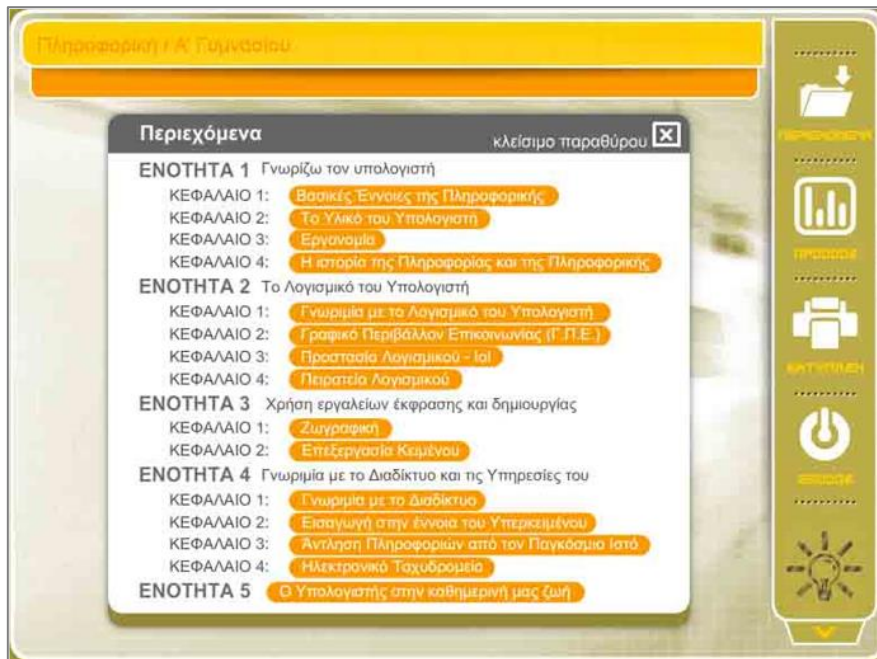 Πληροφορική / Α' Γυμνασίου
Περιεχόμενα
κλείσιμο παραθύρου
ΕΝΟΤΗΤΑ 1 Γνωρίζω τον υπολογιστή
ΚΕΦΑΛΑΙΟ 1: Βασικές Έννοιες της Πληροφορικής
ΚΕΦΑΛΑΙΟ 2: Το Υλικό του Υπολογιστή
ΚΕΦΑΛΑΙΟ 3: Εργονομία
ΚΕΦΑΛΑΙΟ 4: Η ιστορία της Πληροφορίας και της Πληροφορικής
ΕΝΟΤΗΤΑ 2 Το Λογισμικό του Υπολογιστή
ΚΕΦΑΛΑΙΟ 1: Γνωριμία με το Λογισμικό του Υπολογιστή
ΚΕΦΑΛΑΙΟ 2: Γραφικό Περιβάλλον Επικοινωνίας (Γ.Π.Ε.)
ΚΕΦΑΛΑΙΟ 3: Προστασία Λογισμικού - Ιοί
ΚΕΦΑΛΑΙΟ 4: Πειρατεία Λογισμικού
ΕΝΟΤΗΤΑ 3 Χρήση εργαλείων έκφρασης και δημιουργίας
ΚΕΦΑΛΑΙΟ 1: Ζωγραφική
ΚΕΦΑΛΑΙΟ 2: Επεξεργασία Κειμένου
ΕΝΟΤΗΤΑ 4 Γνωριμία με το Διαδίκτυο και τις Υπηρεσίες του
ΚΕΦΑΛΑΙΟ 1: Γνωριμία με το Διαδίκτυο
ΚΕΦΑΛΑΙΟ 2: Εισαγωγή στην έννοια του Υπερκειμένου
ΚΕΦΑΛΑΙΟ 3: Άντληση Πληροφοριών από τον Παγκόσμιο Ιστό
ΚΕΦΑΛΑΙΟ 4: Ηλεκτρονικό Ταχυδρομείο
ΕΝΟΤΗΤΑ 5 Ο Υπολογιστής στην καθημερινή μας ζωή
ΠΕΡΙΕΧΟΜΕΝΑ
ΠΡΟΟΔΟΣ
ΕΚΤΥΠΩΣΗ
ΕΞΟΔΟΣ